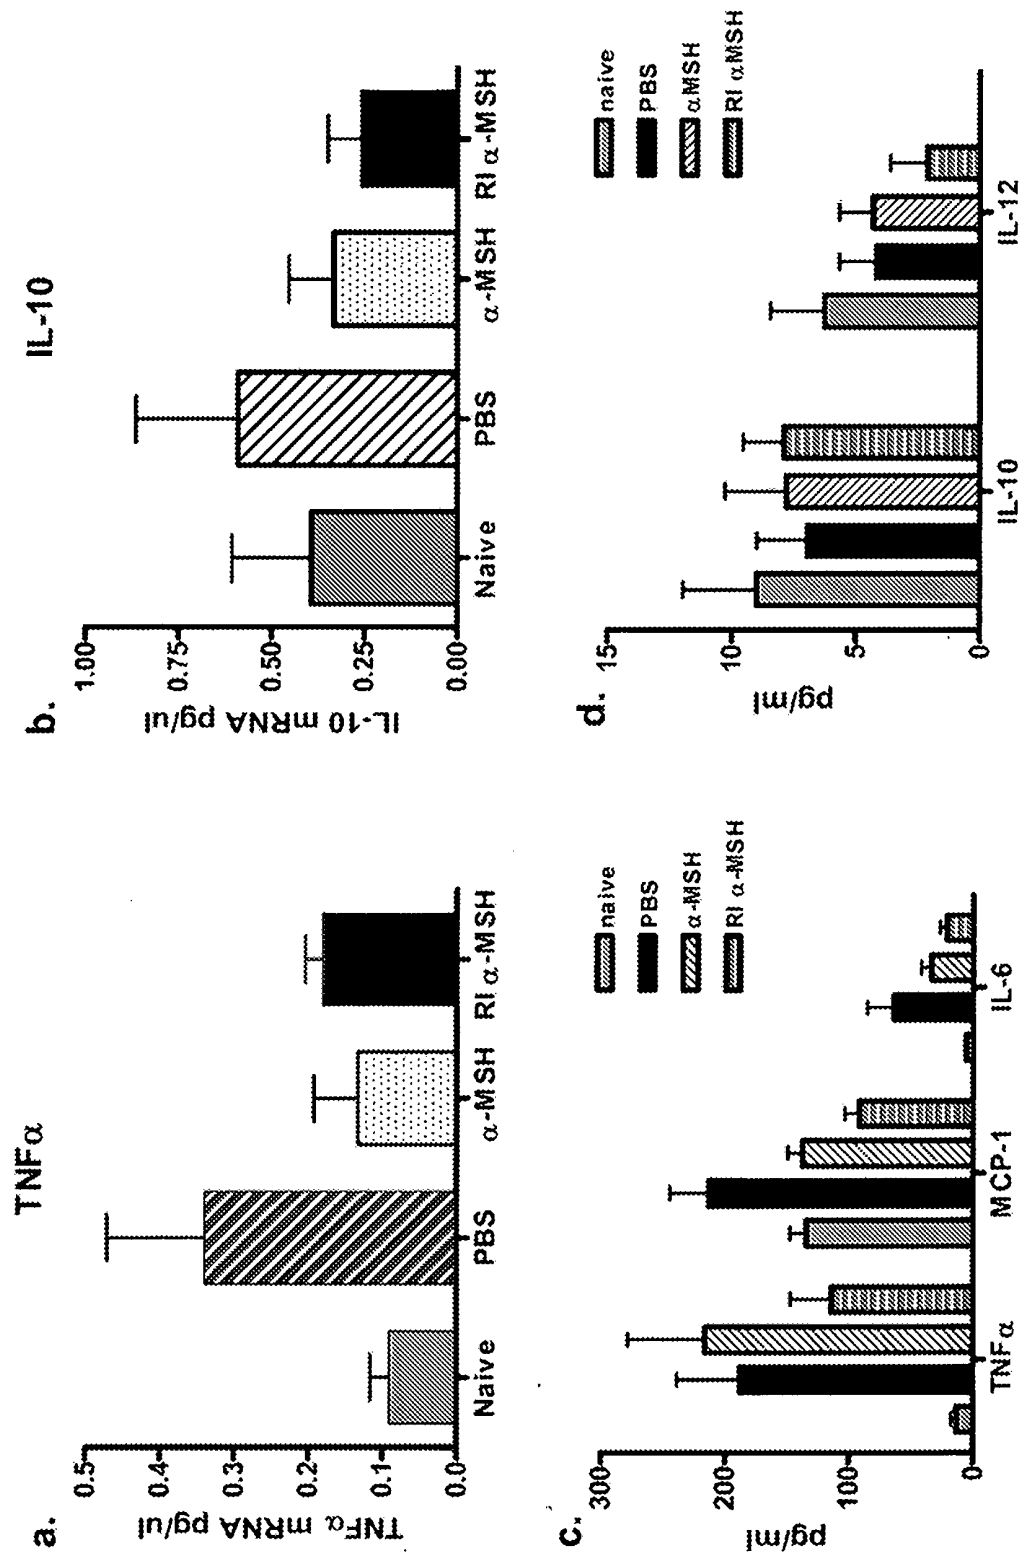 a.
TNFα
TNFα mRNA pg/ul
0.5
0.4
0.3
0.2
0.1
0.0
Naive
PBS
α-MSH
RI α-MSH
b.
IL-10
IL-10 mRNA pg/ul
1.00
0.75
0.50
0.25
0.00
Naive
PBS
α-MSH
RI α-MSH
c.
pg/ml
300
200
100
0
TNFα
MCP-1
IL-6
naive
PBS
α-MSH
RI α-MSH
d.
pg/ml
15
10
5
0
IL-10
IL-12
naive
PBS
αMSH
RI αMSH